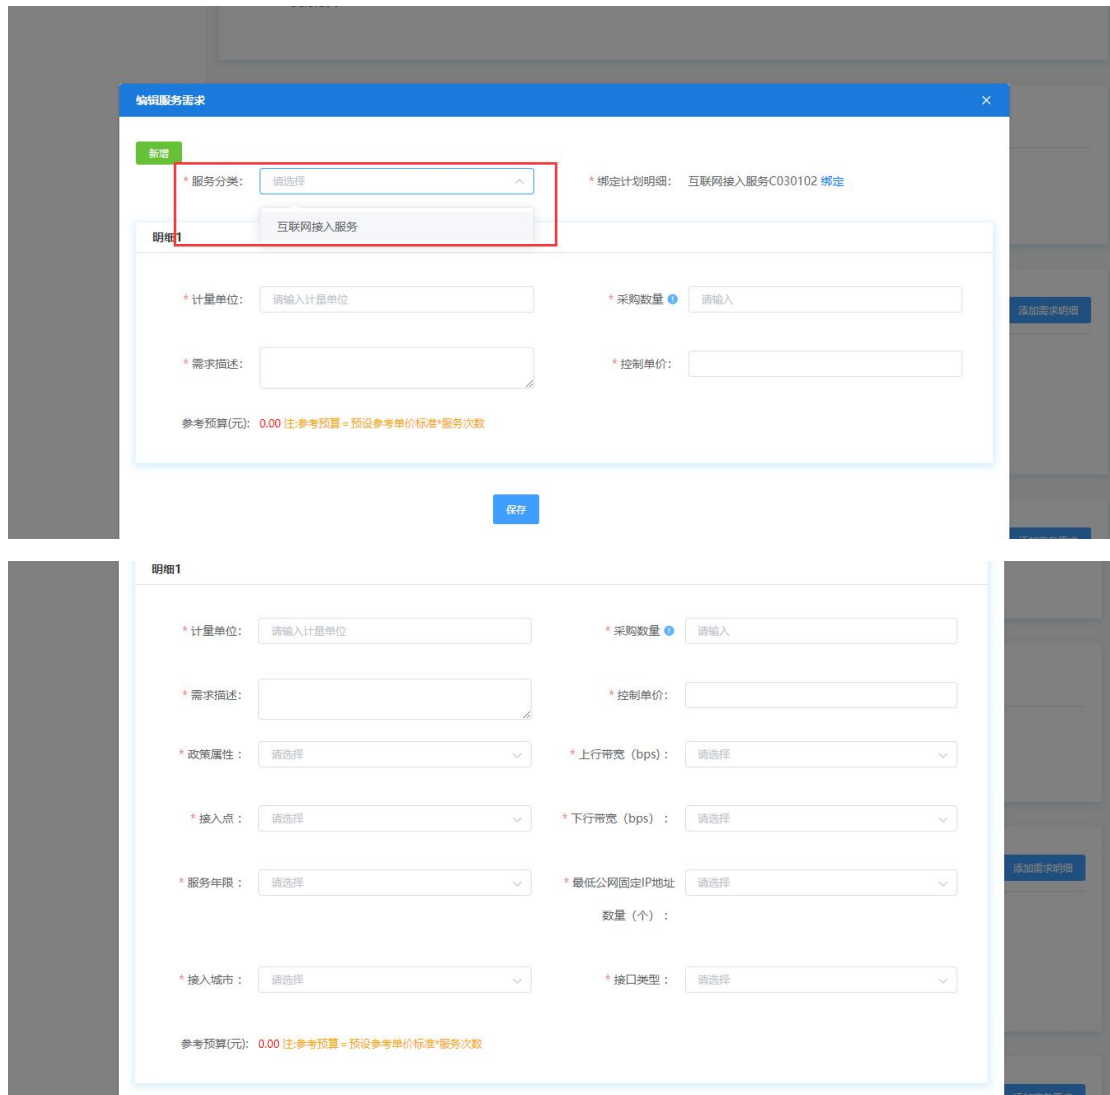 编辑服务需求
新增
* 服务分类： 请选择 * 绑定计划明细： 互联网接入服务C030102 绑定
互联网接入服务
明细1
* 计量单位： 请输入计量单位 * 采购数量 请输入
添加需求明细
* 需求描述： * 控制单价：
参考预算(元)： 0.00 注:参考预算 = 预设参考单价标准*服务次数
保存
明细1
* 计量单位： 请输入计量单位 * 采购数量 请输入
* 需求描述： * 控制单价：
* 政策属性： 请选择 * 上行带宽（bps)： 请选择
* 接入点： 请选择 * 下行带宽（bps）： 请选择
添加需求明细
* 服务年限： 请选择 * 最低公网固定IP地址 请选择
数量（个）：
* 接入城市： 请选择 * 接口类型： 请选择
参考预算(元)： 0.00 注:参考预算 = 预设参考单价标准*服务次数